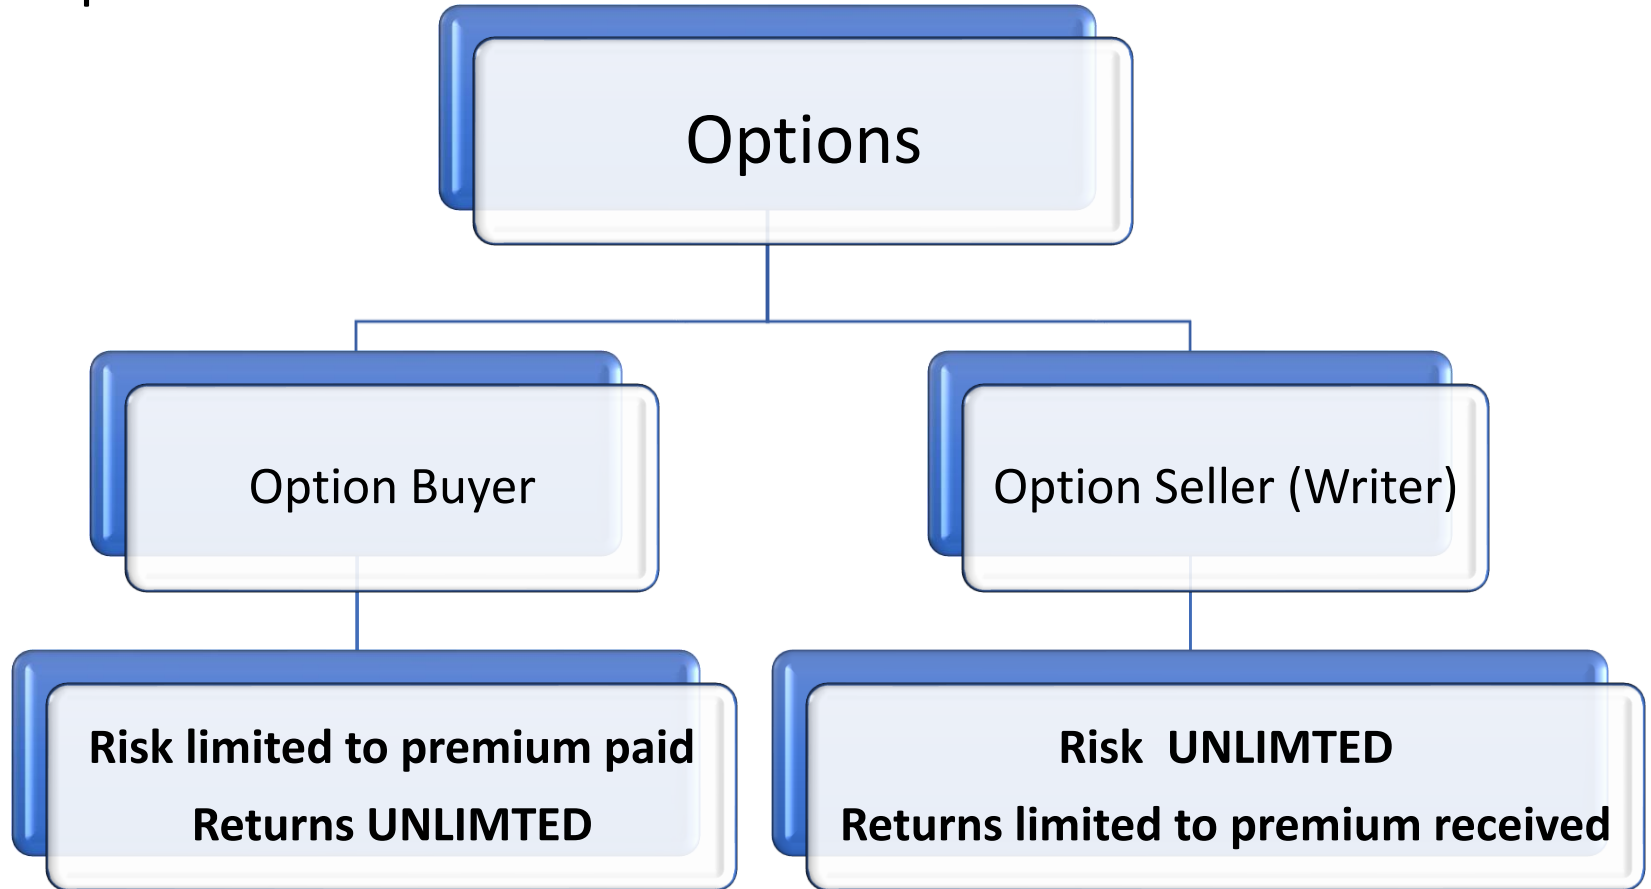 Options
Option Buyer
Option Seller (Writer)
Risk limited to premium paid
Returns UNLIMTED
Risk  UNLIMTED
Returns limited to premium received